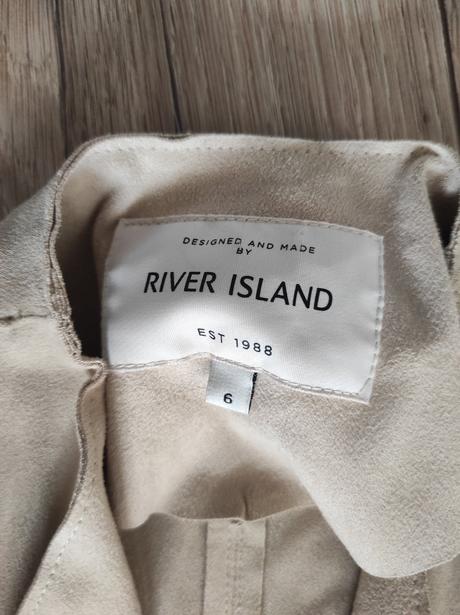 DESIGNED AND MADE
BY
RIVER ISLAND
EST 1988
6